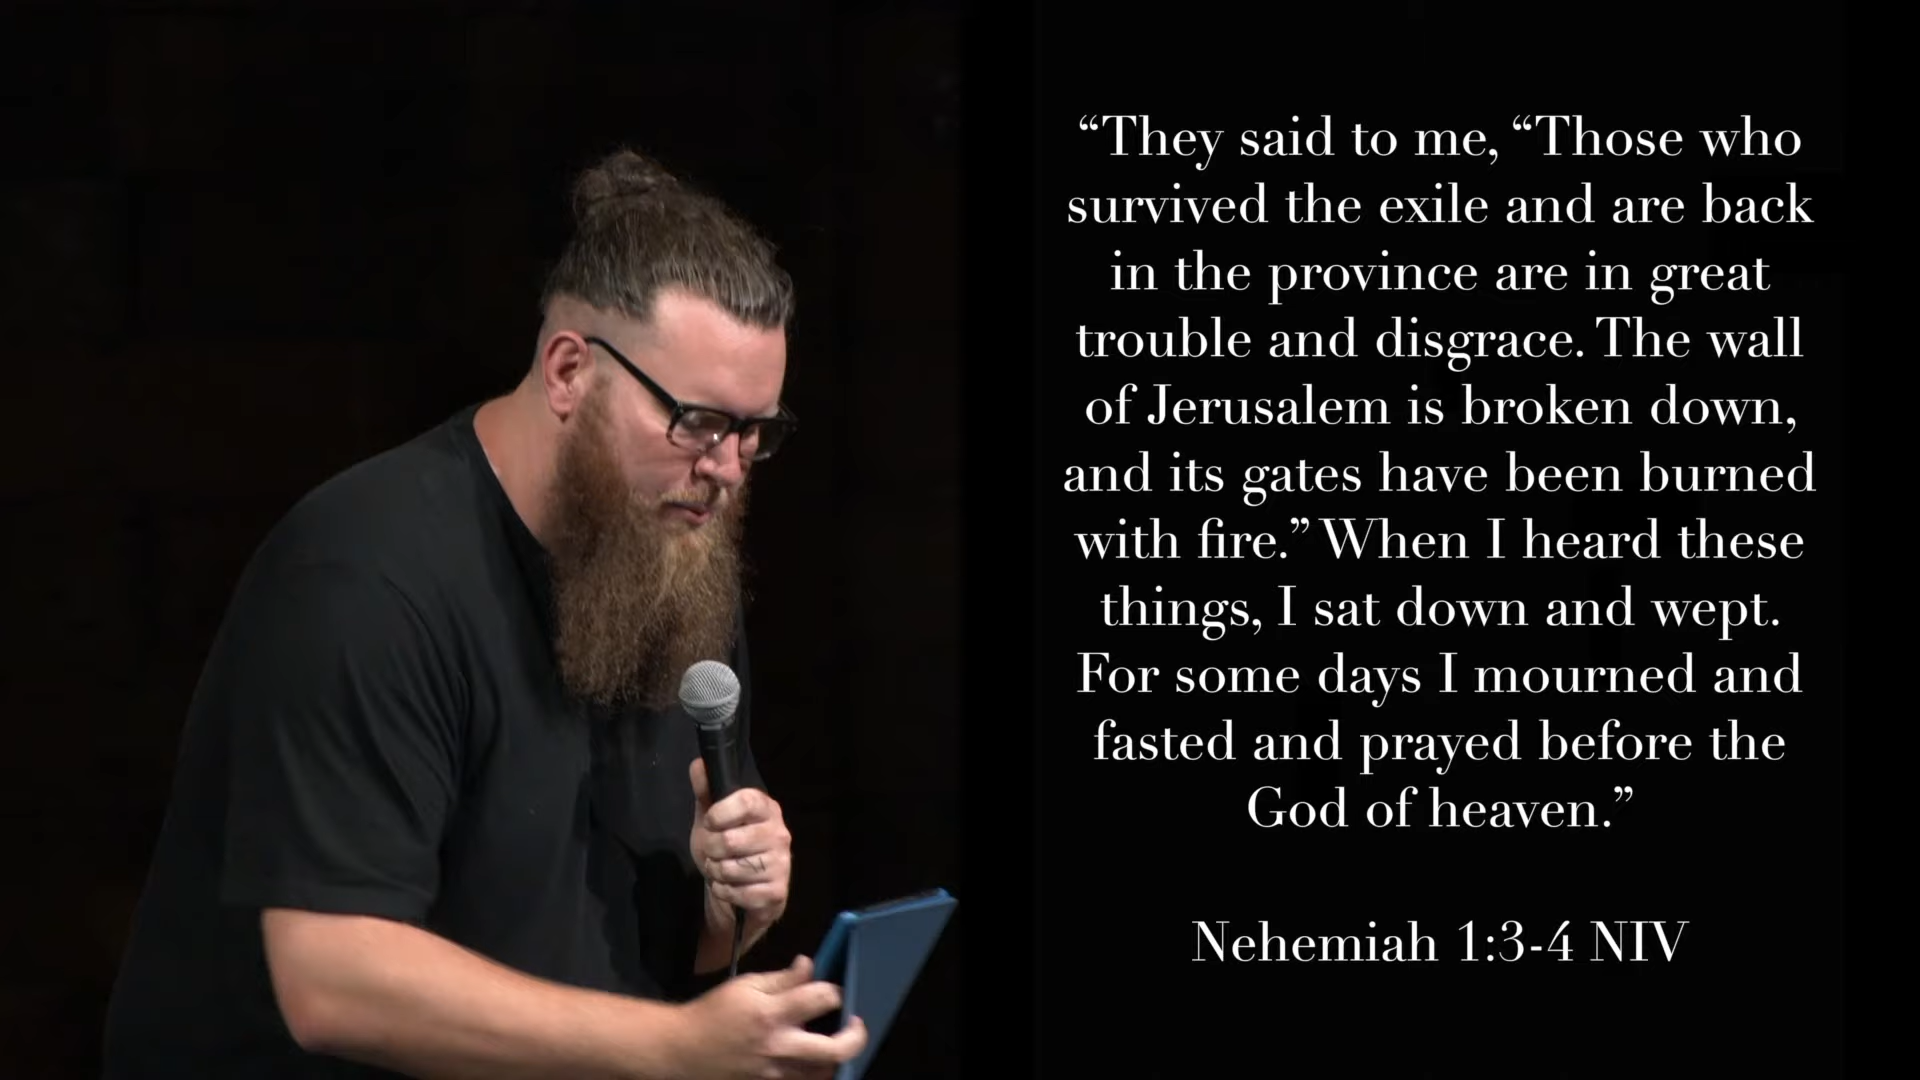 “They said to me, “Those who
survived the exile and are back
in the province are in great
trouble and disgrace. The wall
of Jerusalem is broken down,
and its gates have been burned
with fire.” When I heard these
things, I sat down and wept.
For some days I mourned and
fasted and prayed before the
God of heaven.”
Nehemiah 1:3-4 NIV